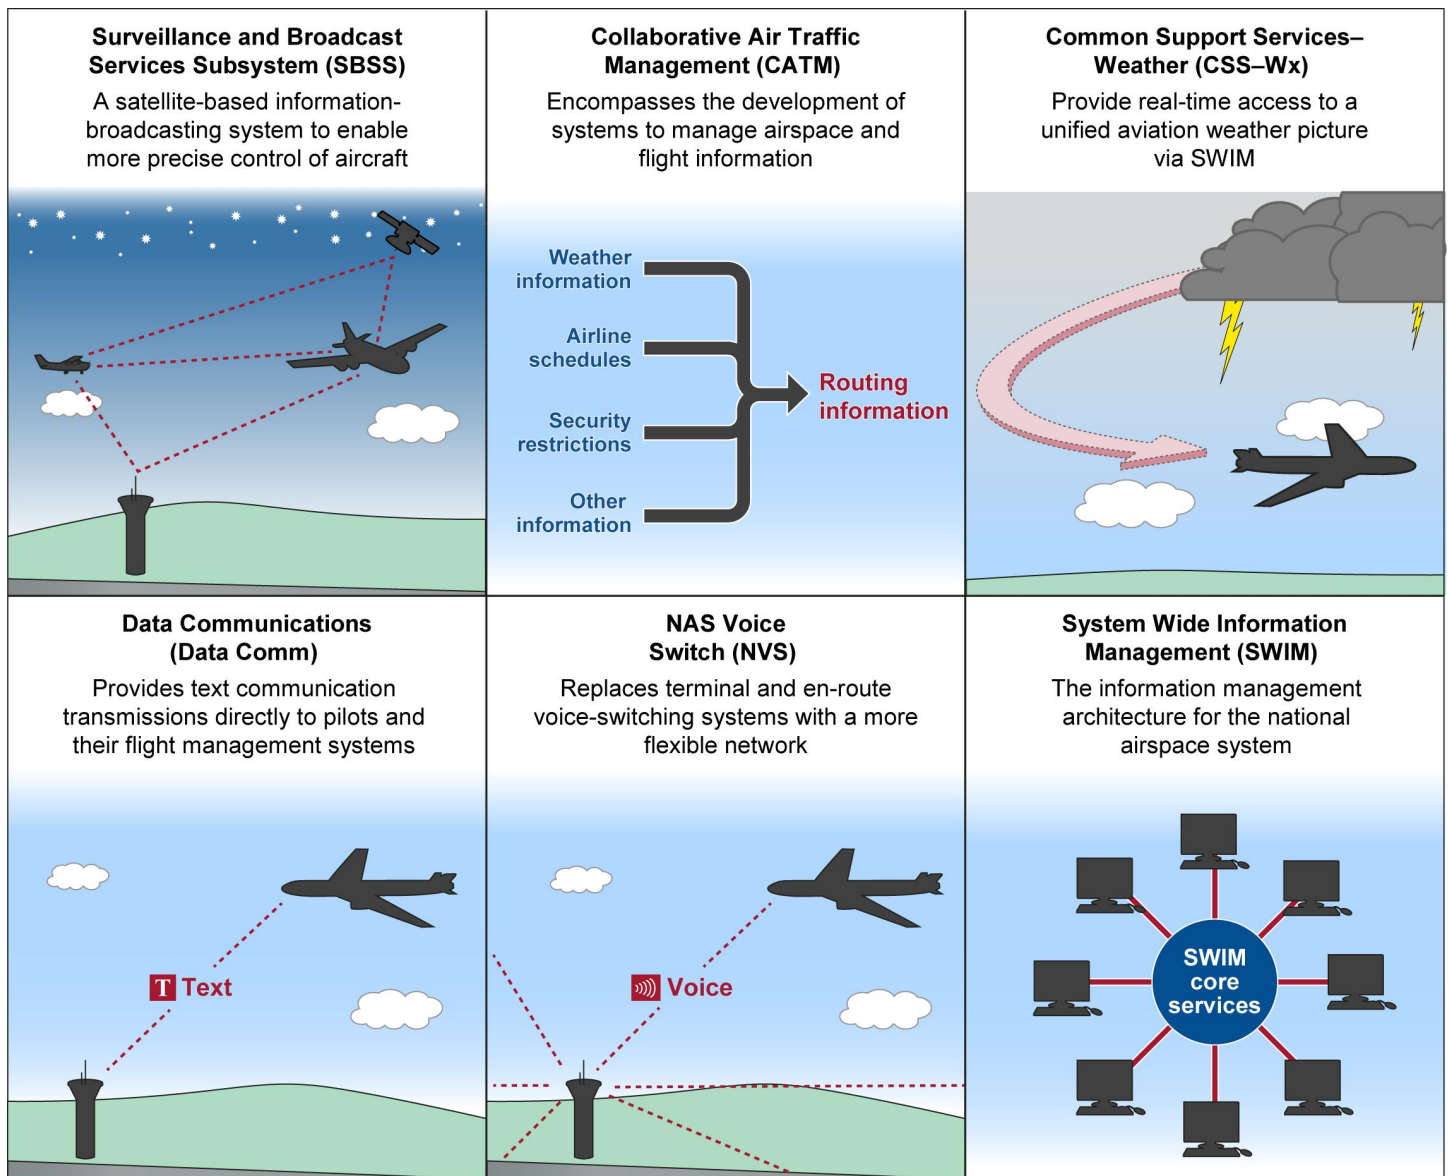 Surveillance and Broadcast
Services Subsystem (SBSS)
A satellite-based information-
broadcasting system to enable
more precise control of aircraft
Collaborative Air Traffic
Management (CATM)
Encompasses the development of
systems to manage airspace and
flight information
Weather
information
Airline
schedules
Security
restrictions
Other
information
Routing
information
Common Support Services–
Weather (CSS–Wx)
Provide real-time access to a
unified aviation weather picture
via SWIM
Data Communications
(Data Comm)
Provides text communication
transmissions directly to pilots and
their flight management systems
T Text
NAS Voice
Switch (NVS)
Replaces terminal and en-route
voice-switching systems with a more
flexible network
Voice
System Wide Information
Management (SWIM)
The information management
architecture for the national
airspace system
SWIM
core
services